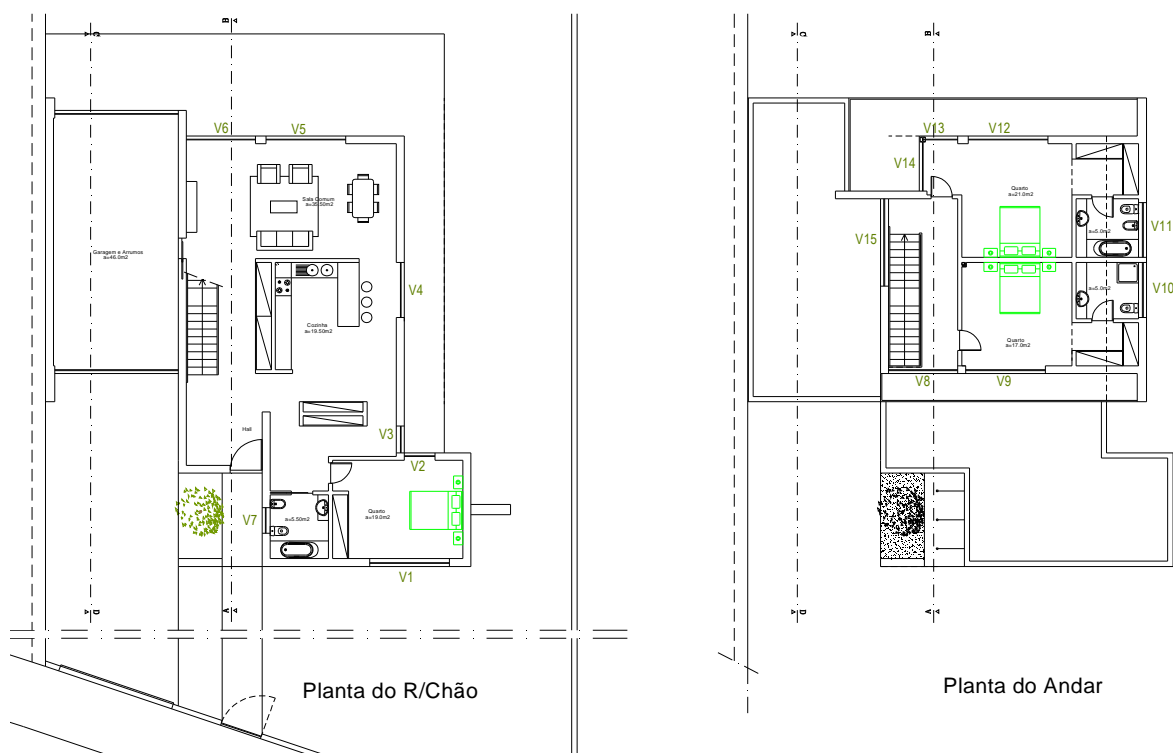 C
B
V6
V5
Sala Comum
a=35.50m2
Garagem e Arrumos
a=46.0m2
V4
Cozinha
a=19.50m2
V3
Hall
V2
V7
a=5.50m2
Quarto
a=19.0m2
V1
D
A
Planta do R/Chão
C
B
V13
V12
V14
Quarto
a=21.0m2
V15
a=5.0m2
V11
a=5.0m2
V10
Quarto
a=17.0m2
V8
V9
D
A
Planta do Andar